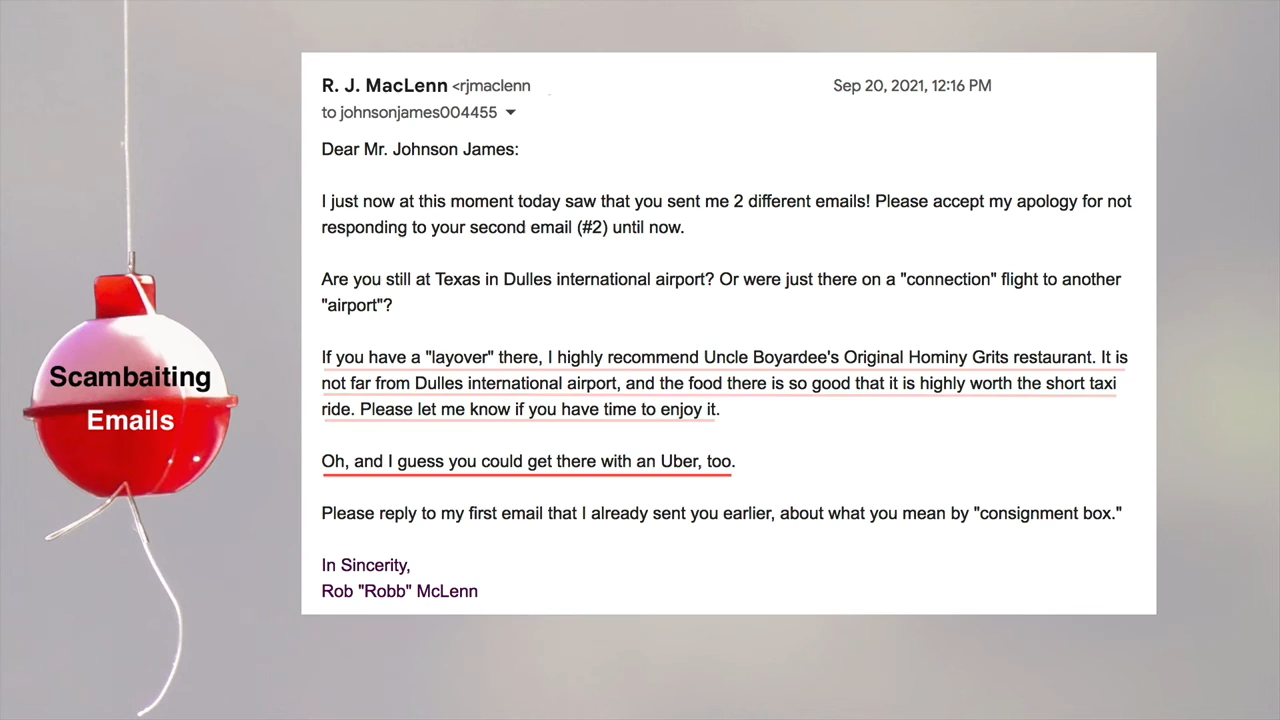 Scambaiting
Emails
R. J. MacLenn <rjmaclenn
Sep 20, 2021, 12:16 PM
to johnsonjames004455
Dear Mr. Johnson James:
I just now at this moment today saw that you sent me 2 different emails! Please accept my apology for not
responding to your second email (#2) until now.
Are you still at Texas in Dulles international airport? Or were just there on a "connection" flight to another
"airport"?
If you have a "layover" there, I highly recommend Uncle Boyardee's Original Hominy Grits restaurant. It is
not far from Dulles international airport, and the food there is so good that it is highly worth the short taxi
ride. Please let me know if you have time to enjoy it.
Oh, and I guess you could get there with an Uber, too.
Please reply to my first email that I already sent you earlier, about what you mean by "consignment box."
In Sincerity,
Rob "Robb" McLenn